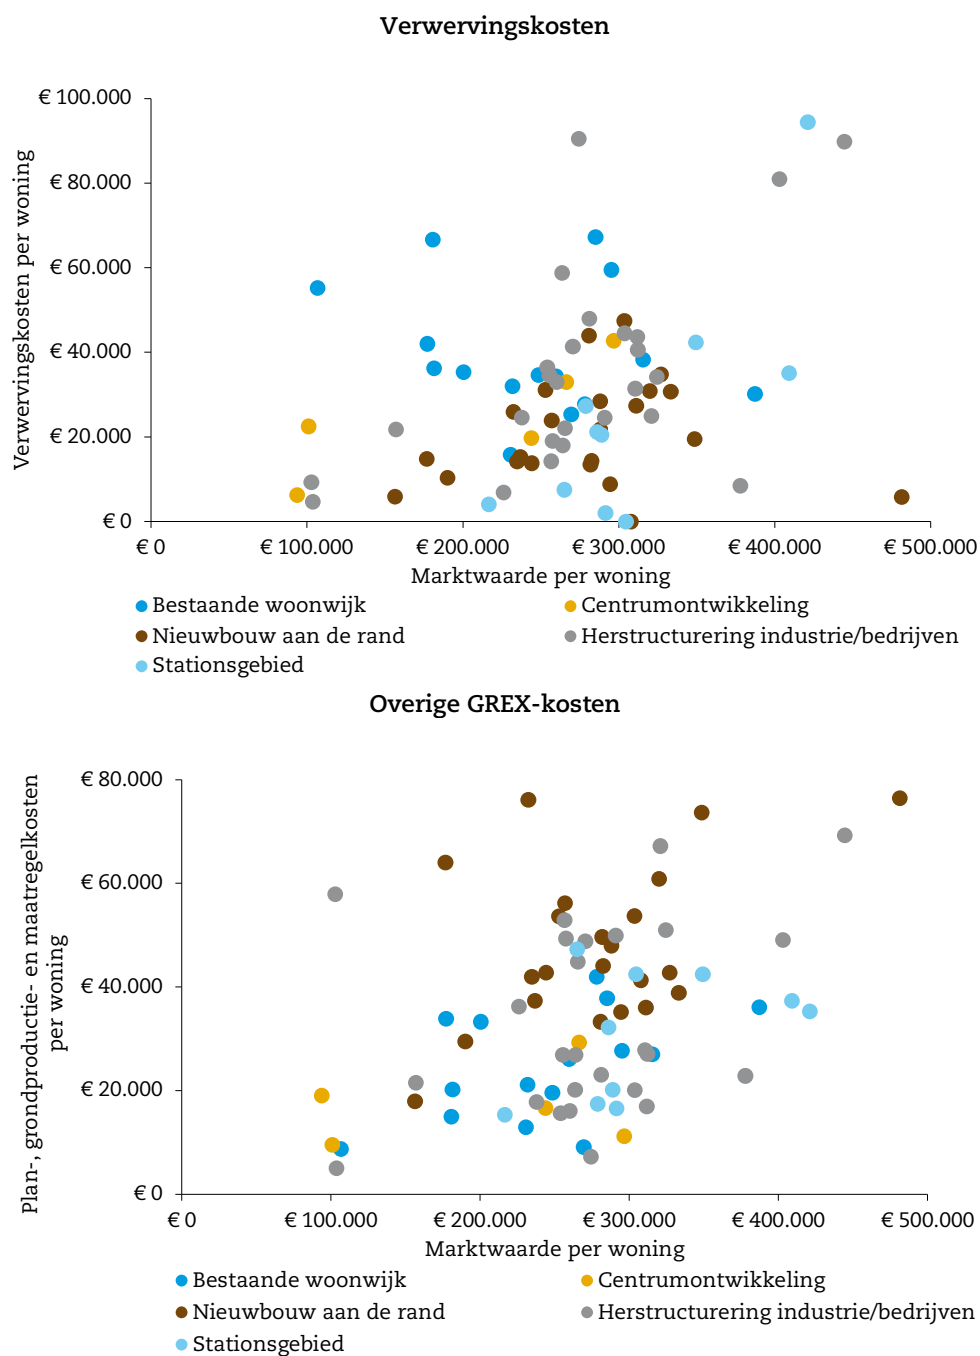 Verwervingskosten
Verwervingskosten per woning
€ 100.000
€ 80.000
€ 60.000
€ 40.000
€ 20.000
€ 0
€ 0 € 100.000 € 200.000 € 300.000 € 400.000 € 500.000
Marktwaarde per woning
Bestaande woonwijk Centrumontwikkeling
Nieuwbouw aan de rand Herstructurering industrie/bedrijven
Stationsgebied
Overige GREX-kosten
Plan-, grondproductie- en maatregelkosten
per woning
€ 80.000
€ 60.000
€ 40.000
€ 20.000
€ 0
€ 0 € 100.000 € 200.000 € 300.000 € 400.000 € 500.000
Marktwaarde per woning
Bestaande woonwijk Centrumontwikkeling
Nieuwbouw aan de rand Herstructurering industrie/bedrijven
Stationsgebied